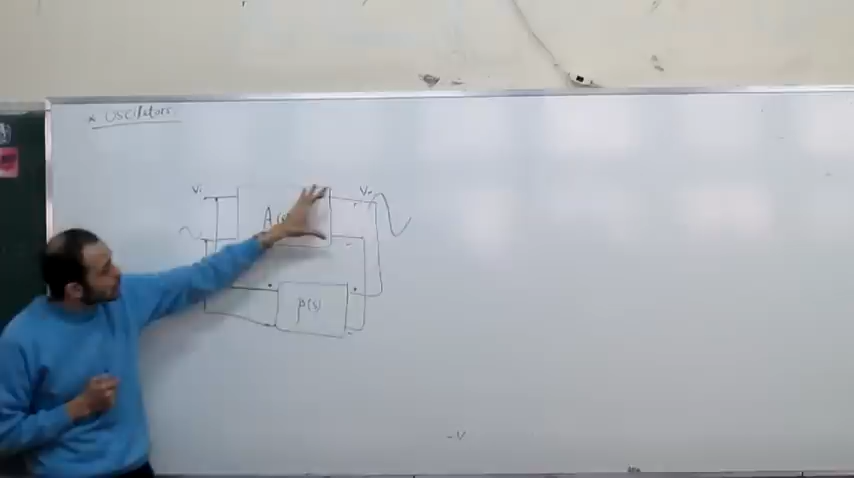 * Oscillators
Vi
Vo
A(s)
+
-
β(s)
-V